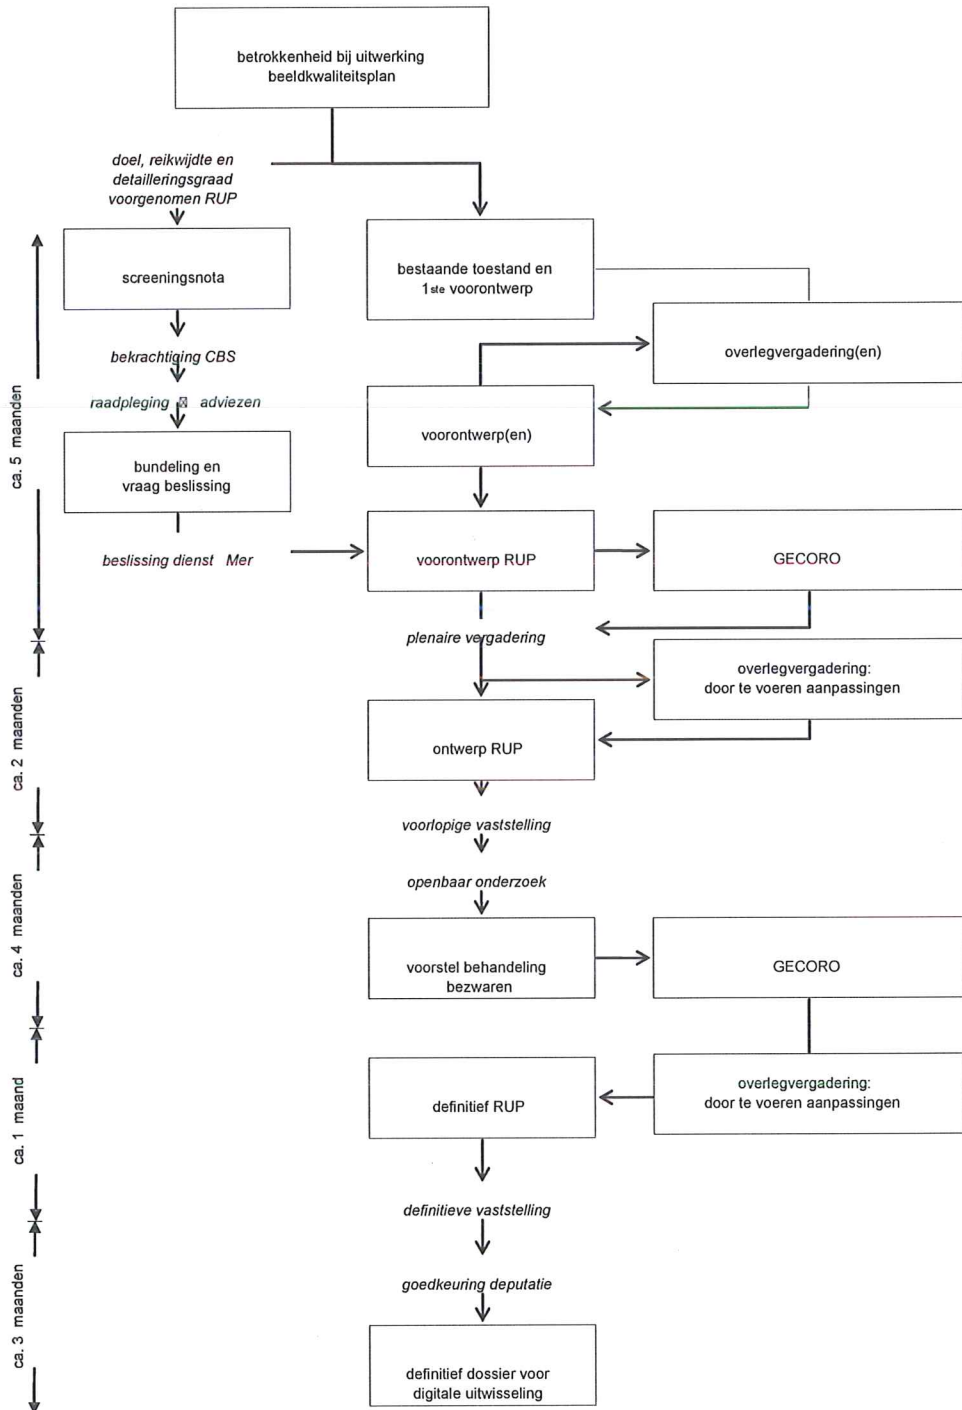 betrokkenheid bij uitwerking
beeldkwaliteitsplan
doel, reikwijdte en
detailleringsgraad
voorgenomen RUP
screeningsnota
bestaande toestand en
1ste voorontwerp
overlegvergadering(en)
bekrachtiging CBS
raadpleging adviezen
voorontwerp(en)
bundeling en
vraag beslissing
ca. 5 maanden
beslissing dienst Mer
voorontwerp RUP
GECORO
plenaire vergadering
overlegvergadering:
door te voeren aanpassingen
ca. 2 maanden
ontwerp RUP
voorlopige vaststelling
openbaar onderzoek
ca. 4 maanden
voorstel behandeling
bezwaren
GECORO
ca. 1 maand
definitief RUP
overlegvergadering:
door te voeren aanpassingen
definitieve vaststelling
goedkeuring deputatie
ca. 3 maanden
definitief dossier voor
digitale uitwisseling